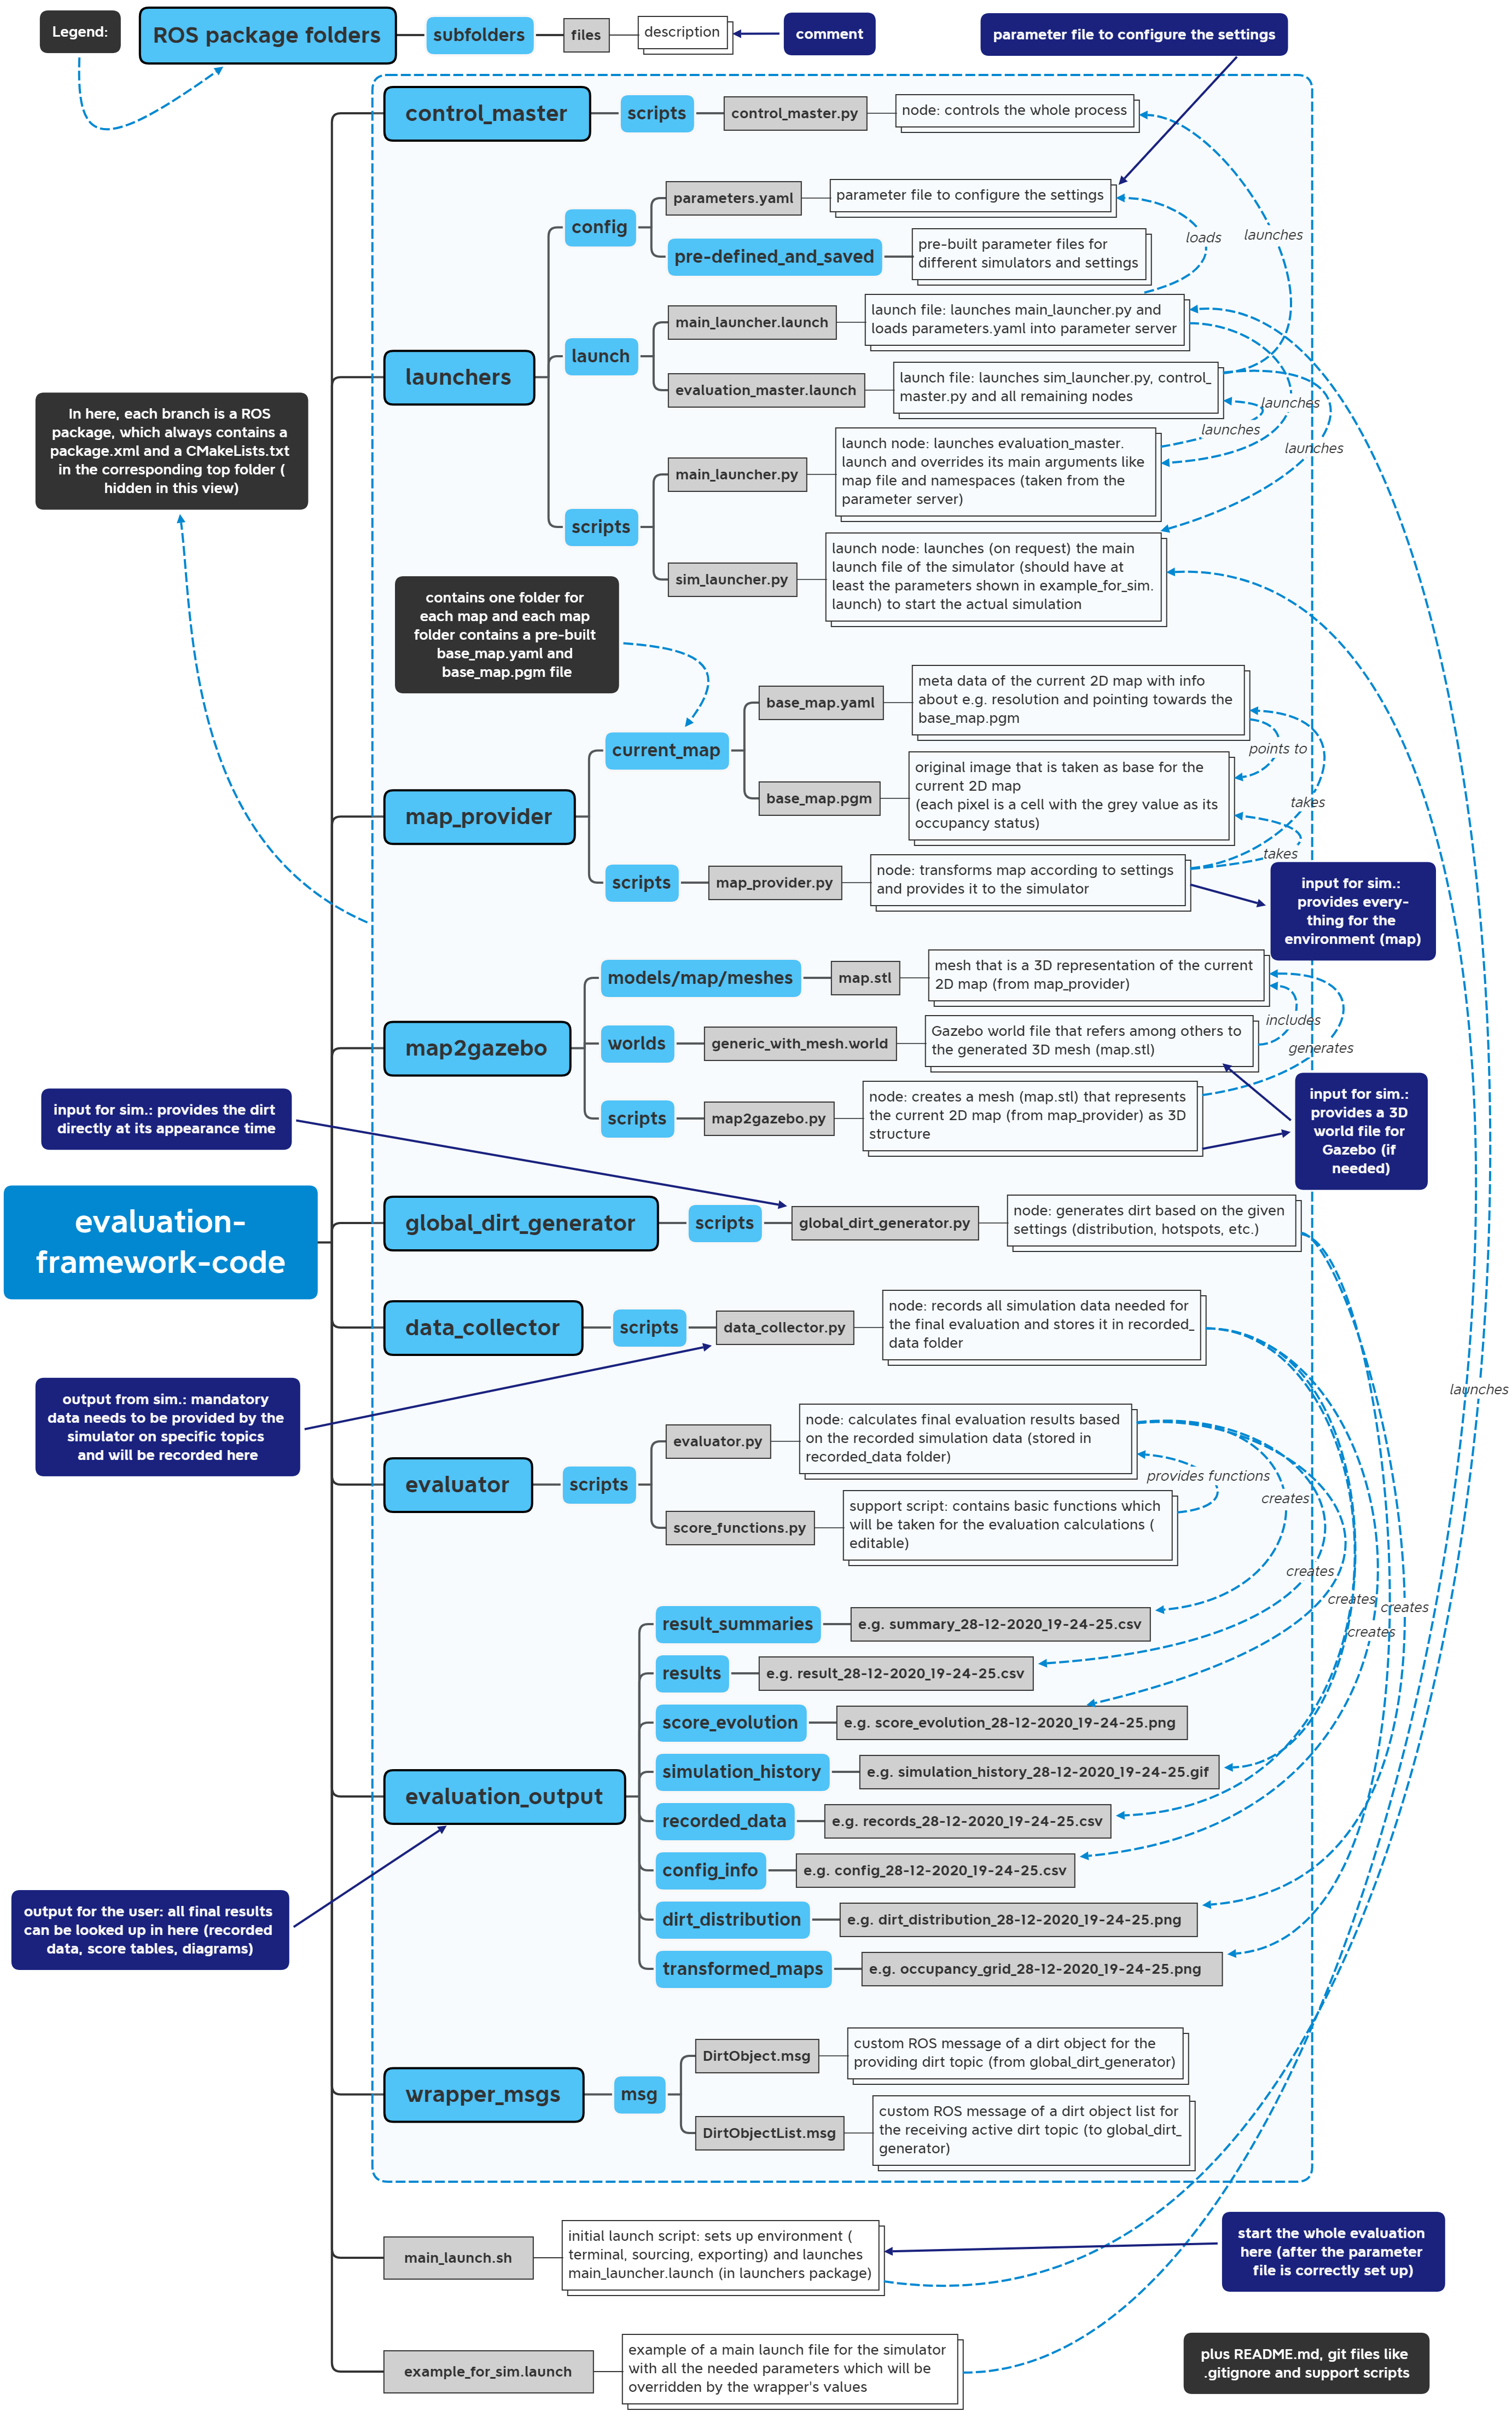 Legend:
ROS package folders
subfolders
files
description
comment
parameter file to configure the settings
control_master
scripts
control_master.py
node: controls the whole process
launchers
config
parameters.yaml
parameter file to configure the settings
pre-defined_and_saved
pre-built parameter files for
different simulators and settings
loads
launches
launch
main_launcher.launch
launch file: launches main_launcher.py and
loads parameters.yaml into parameter server
evaluation_master.launch
launch file: launches sim_launcher.py, control_
master.py and all remaining nodes
launches
launches
launches
scripts
main_launcher.py
launch node: launches evaluation_master.
launch and overrides its main arguments like
map file and namespaces (taken from the
parameter server)
sim_launcher.py
launch node: launches (on request) the main
launch file of the simulator (should have at
least the parameters shown in example_for_sim.
launch) to start the actual simulation
In here, each branch is a ROS
package, which always contains a
package.xml and a CMakeLists.txt
in the corresponding top folder (
hidden in this view)
contains one folder for
each map and each map
folder contains a pre-built
base_map.yaml and
base_map.pgm file
map_provider
current_map
base_map.yaml
meta data of the current 2D map with info
about e.g. resolution and pointing towards the
base_map.pgm
points to
base_map.pgm
original image that is taken as base for the
current 2D map
(each pixel is a cell with the grey value as its
occupancy status)
takes
takes
scripts
map_provider.py
node: transforms map according to settings
and provides it to the simulator
input for sim.:
provides every-
thing for the
environment (map)
map2gazebo
models/map/meshes
map.stl
mesh that is a 3D representation of the current
2D map (from map_provider)
worlds
generic_with_mesh.world
Gazebo world file that refers among others to
the generated 3D mesh (map.stl)
includes
generates
scripts
map2gazebo.py
node: creates a mesh (map.stl) that represents
the current 2D map (from map_provider) as 3D
structure
input for sim.:
provides a 3D
world file for
Gazebo (if
needed)
input for sim.: provides the dirt
directly at its appearance time
evaluation-
framework-code
global_dirt_generator
scripts
global_dirt_generator.py
node: generates dirt based on the given
settings (distribution, hotspots, etc.)
data_collector
scripts
data_collector.py
node: records all simulation data needed for
the final evaluation and stores it in recorded_
data folder
output from sim.: mandatory
data needs to be provided by the
simulator on specific topics
and will be recorded here
launches
evaluator
scripts
evaluator.py
node: calculates final evaluation results based
on the recorded simulation data (stored in
recorded_data folder)
provides functions
score_functions.py
support script: contains basic functions which
will be taken for the evaluation calculations (
editable)
creates
creates
creates
creates
creates
evaluation_output
result_summaries
e.g. summary_28-12-2020_19-24-25.csv
results
e.g. result_28-12-2020_19-24-25.csv
score_evolution
e.g. score_evolution_28-12-2020_19-24-25.png
simulation_history
e.g. simulation_history_28-12-2020_19-24-25.gif
recorded_data
e.g. records_28-12-2020_19-24-25.csv
config_info
e.g. config_28-12-2020_19-24-25.csv
dirt_distribution
e.g. dirt_distribution_28-12-2020_19-24-25.png
transformed_maps
e.g. occupancy_grid_28-12-2020_19-24-25.png
output for the user: all final results
can be looked up in here (recorded
data, score tables, diagrams)
wrapper_msgs
msg
DirtObject.msg
custom ROS message of a dirt object for the
providing dirt topic (from global_dirt_generator)
DirtObjectList.msg
custom ROS message of a dirt object list for
the receiving active dirt topic (to global_dirt_
generator)
main_launch.sh
initial launch script: sets up environment (
terminal, sourcing, exporting) and launches
main_launcher.launch (in launchers package)
start the whole evaluation
here (after the parameter
file is correctly set up)
example_for_sim.launch
example of a main launch file for the simulator
with all the needed parameters which will be
overridden by the wrapper's values
plus README.md, git files like
.gitignore and support scripts